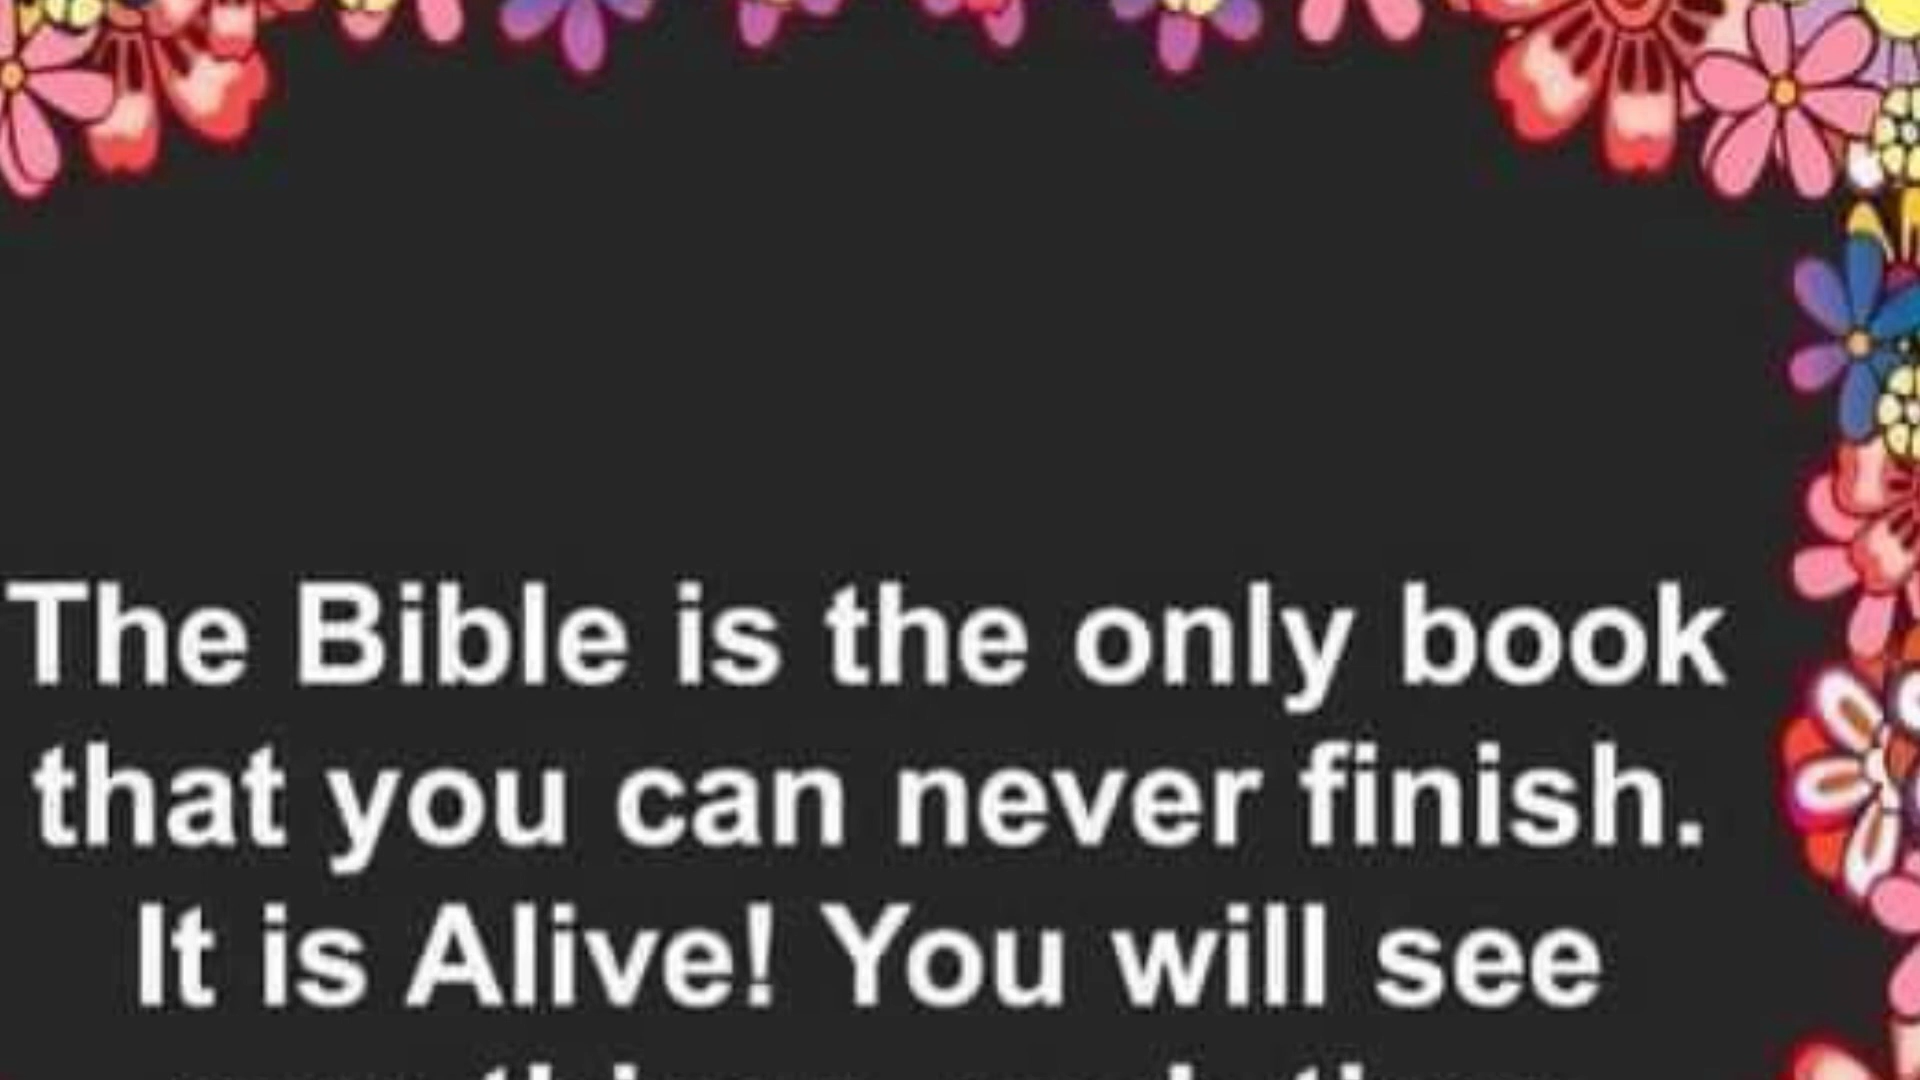 The Bible is the only book
that you can never finish.
It is Alive! You will see